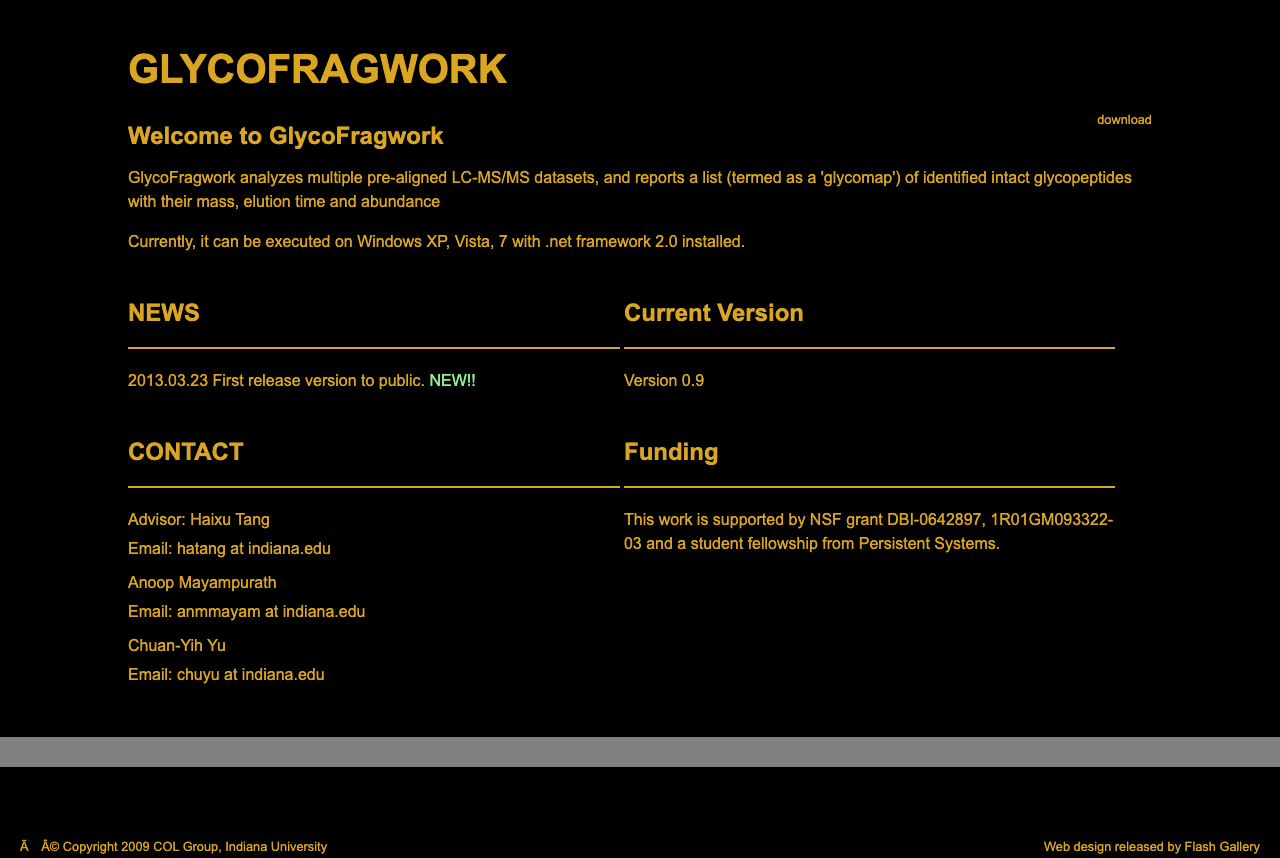 GLYCOFRAGWORK
download
Welcome to GlycoFragwork
GlycoFragwork analyzes multiple pre-aligned LC-MS/MS datasets, and reports a list (termed as a 'glycomap') of identified intact glycopeptides
with their mass, elution time and abundance
Currently, it can be executed on Windows XP, Vista, 7 with .net framework 2.0 installed.
NEWS
2013.03.23 First release version to public. NEW!!
Current Version
Version 0.9
CONTACT
Advisor: Haixu Tang
Email: hatang at indiana.edu
Anoop Mayampurath
Email: anmmayam at indiana.edu
Chuan-Yih Yu
Email: chuyu at indiana.edu
Funding
This work is supported by NSF grant DBI-0642897, 1R01GM093322-
03 and a student fellowship from Persistent Systems.
Ã Â© Copyright 2009 COL Group, Indiana University
Web design released by Flash Gallery